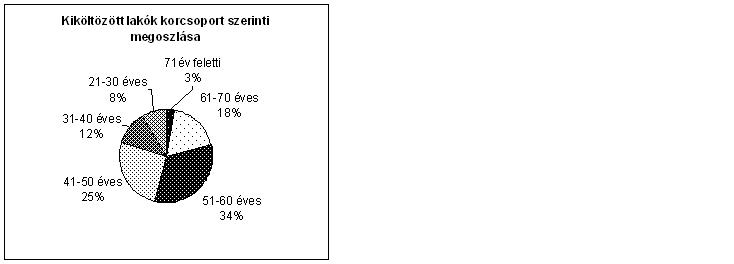 Kiköltözött lakók korcsoport szerinti
megoszlása
71 év feletti
3%
21-30 éves
8%
61-70 éves
18%
31-40 éves
12%
41-50 éves
25%
51-60 éves
34%